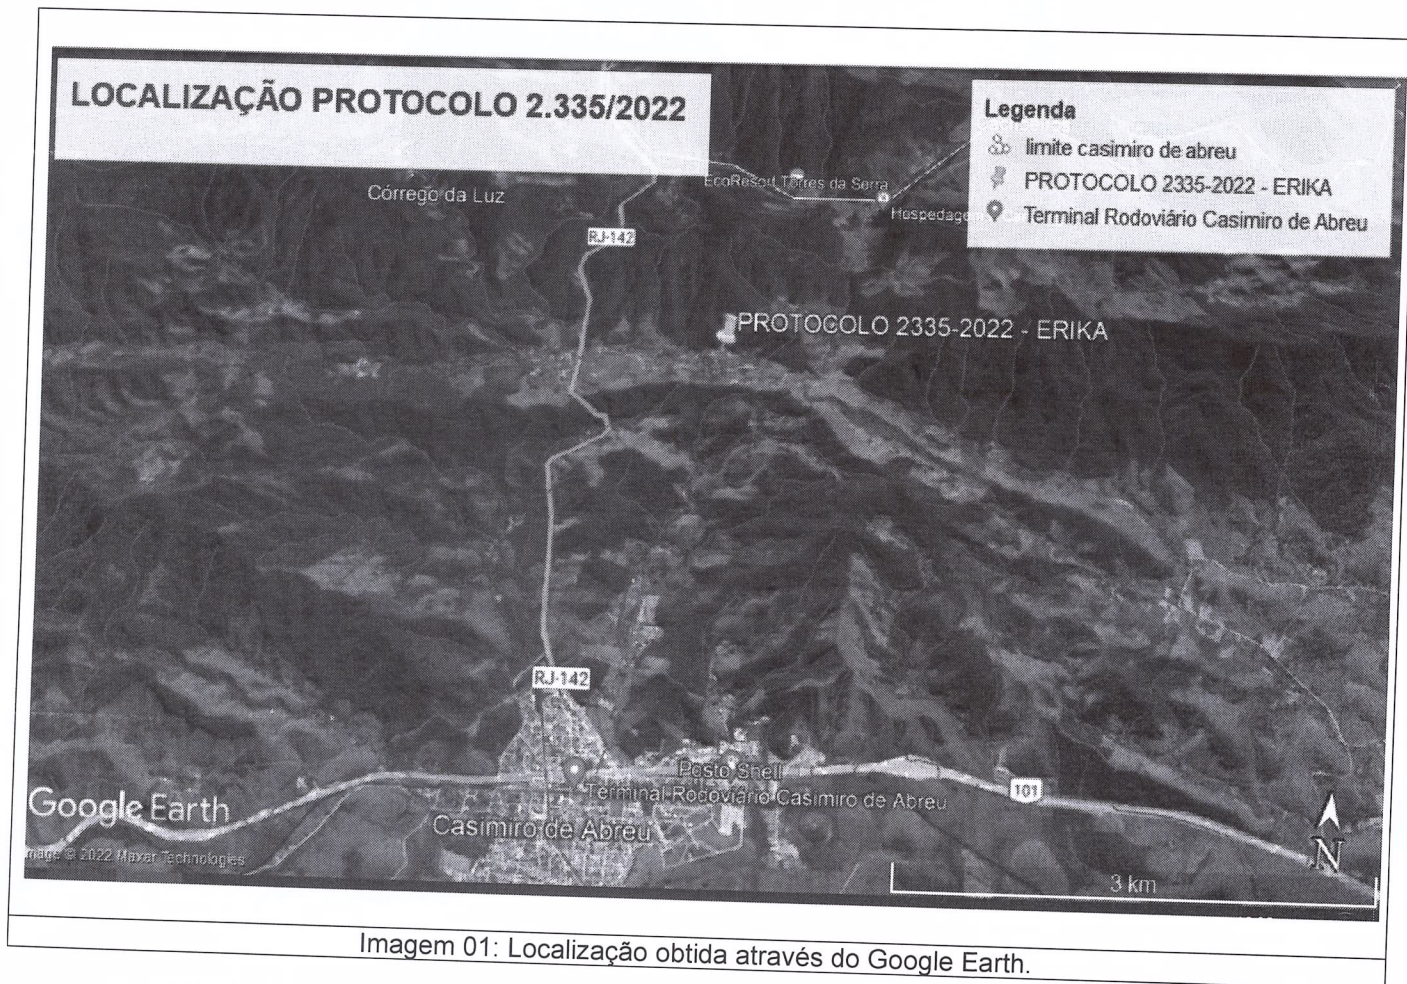 LOCALIZAÇÃO PROTOCOLO 2.335/2022
Legenda
limite casimiro de abreu
PROTOCOLO 2335-2022 - ERIKA
Terminal Rodoviário Casimiro de Abreu
Córrego da Luz
EcoResort Torres da Serra
Hospedagem
RJ-142
PROTOCOLO 2335-2022 - ERIKA
RJ-142
Posto Shell
Terminal Rodoviário Casimiro de Abreu
101
Casimiro de Abreu
Google Earth
Image © 2022 Maxar Technologies
N
3 km
Imagem 01: Localização obtida através do Google Earth.